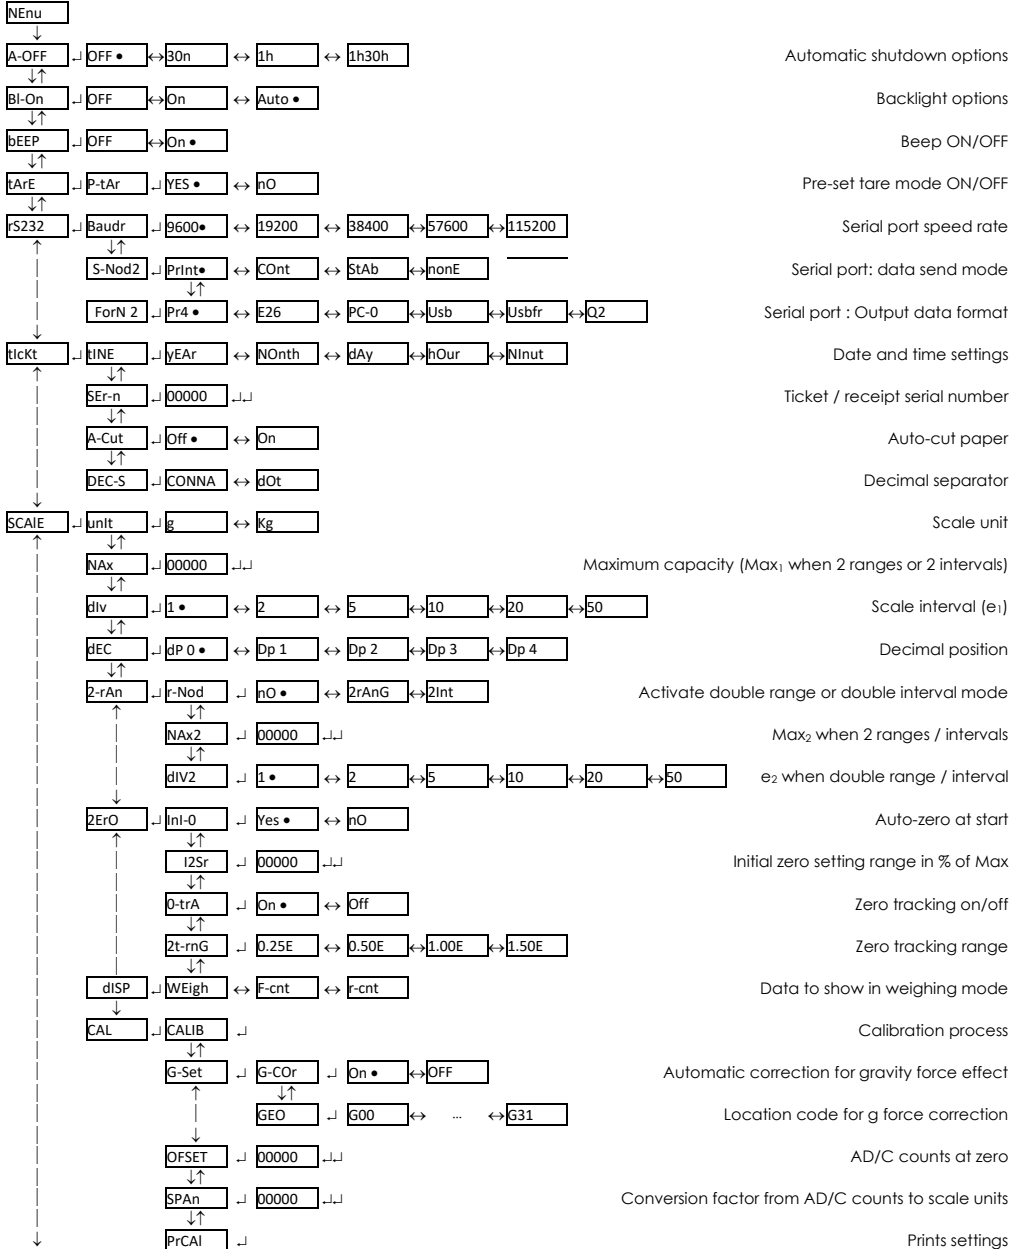 NEnu
↓
A-OFF ↵ OFF • ↔ 30n ↔ 1h ↔ 1h30h Automatic shutdown options
↓↑
Bl-On ↵ OFF ↔ On ↔ Auto • Backlight options
↓↑
bEEP ↵ OFF ↔ On • Beep ON/OFF
↓↑
tArE ↵ P-tAr ↵ YES • ↔ nO Pre-set tare mode ON/OFF
↓↑
rS232 ↵ Baudr ↵ 9600• ↔ 19200 ↔ 38400 ↔ 57600 ↔ 115200 Serial port speed rate
↑ ↓↑
S-Nod2 ↵ PrInt• ↔ COnt ↔ StAb ↔ nonE Serial port: data send mode
↓↑
ForN 2 ↵ Pr4 • ↔ E26 ↔ PC-0 ↔ Usb ↔ Usbfr ↔ Q2 Serial port : Output data format
↓
tIcKt ↵ tINE ↵ yEAr ↔ NOnth ↔ dAy ↔ hOur ↔ NInut Date and time settings
↑ ↓↑
SEr-n ↵ 00000 ↵↵ Ticket / receipt serial number
↓↑
A-Cut ↵ Off • ↔ On Auto-cut paper
↓↑
DEC-S ↵ CONNA ↔ dOt Decimal separator
↓
SCAlE ↵ unIt ↵ g ↔ Kg Scale unit
↑ ↓↑
NAx ↵ 00000 ↵↵ Maximum capacity (Max₁ when 2 ranges or 2 intervals)
↓↑
dIv ↵ 1 • ↔ 2 ↔ 5 ↔ 10 ↔ 20 ↔ 50 Scale interval (e₁)
↓↑
dEC ↵ dP 0 • ↔ Dp 1 ↔ Dp 2 ↔ Dp 3 ↔ Dp 4 Decimal position
↓↑
2-rAn ↵ r-Nod ↵ nO • ↔ 2rAnG ↔ 2Int Activate double range or double interval mode
↑ ↓↑
NAx2 ↵ 00000 ↵↵ Max₂ when 2 ranges / intervals
↓↑
dIV2 ↵ 1 • ↔ 2 ↔ 5 ↔ 10 ↔ 20 ↔ 50 e₂ when double range / interval
↓
2ErO ↵ InI-0 ↵ Yes • ↔ nO Auto-zero at start
↑ ↓↑
I2Sr ↵ 00000 ↵↵ Initial zero setting range in % of Max
↓↑
0-trA ↵ On • ↔ Off Zero tracking on/off
↓↑
2t-rnG ↵ 0.25E ↔ 0.50E ↔ 1.00E ↔ 1.50E Zero tracking range
↓↑
dISP ↵ WEigh ↔ F-cnt ↔ r-cnt Data to show in weighing mode
↓
CAL ↵ CALIB ↵ Calibration process
↓↑
G-Set ↵ G-COr ↵ On • ↔ OFF Automatic correction for gravity force effect
↑ ↓↑
GEO ↵ G00 ↔ ... ↔ G31 Location code for g force correction
↓
OFSET ↵ 00000 ↵↵ AD/C counts at zero
↓↑
SPAn ↵ 00000 ↵↵ Conversion factor from AD/C counts to scale units
↓↑
↓ PrCAl ↵ Prints settings